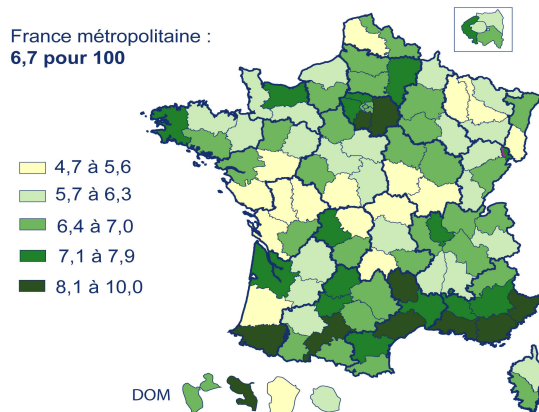 France métropolitaine :
6,7 pour 100
4,7 à 5,6
5,7 à 6,3
6,4 à 7,0
7,1 à 7,9
8,1 à 10,0
DOM